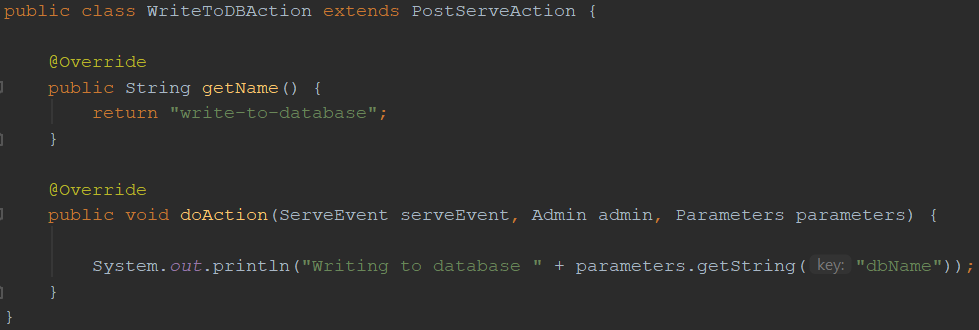 public class WriteToDBAction extends PostServeAction {
@Override
public String getName() {
return "write-to-database";
}
@Override
public void doAction(ServeEvent serveEvent, Admin admin, Parameters parameters) {
System.out.println("Writing to database " + parameters.getString( key: "dbName"));
}
}